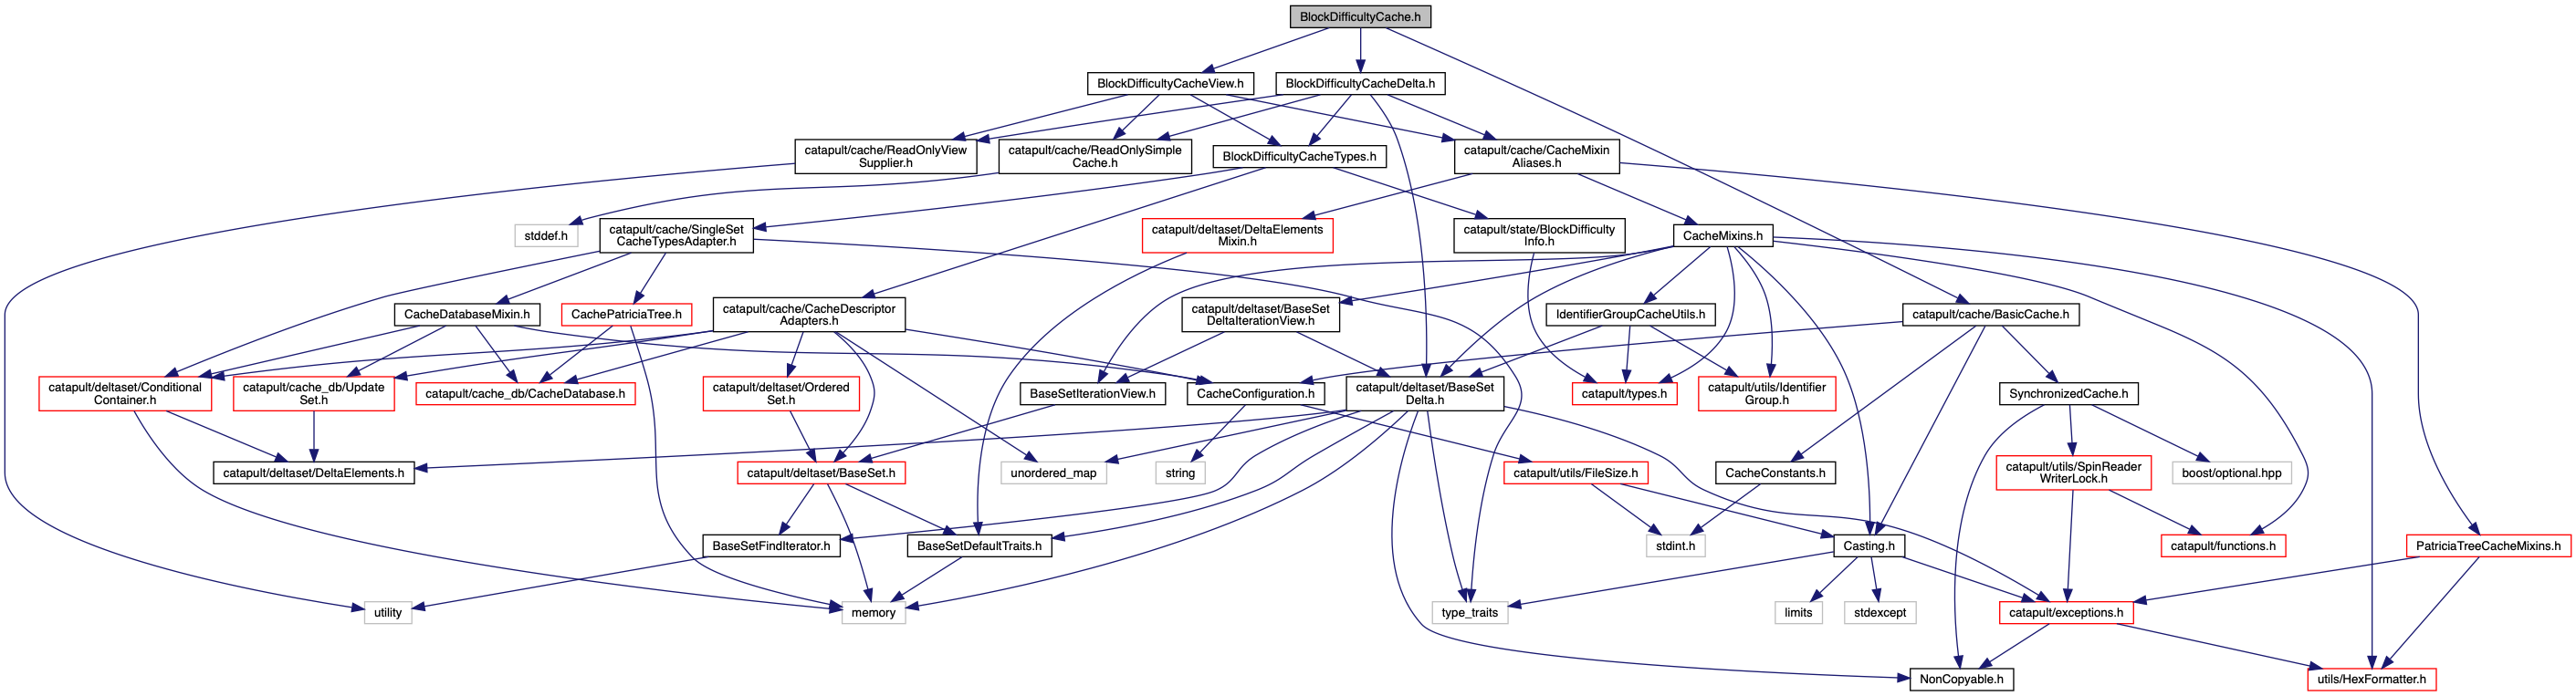 BlockDifficultyCache.h
BlockDifficultyCacheView.h
BlockDifficultyCacheDelta.h
catapult/cache/ReadOnlyView
Supplier.h
catapult/cache/ReadOnlySimple
Cache.h
BlockDifficultyCacheTypes.h
catapult/cache/CacheMixin
Aliases.h
stddef.h
catapult/cache/SingleSet
CacheTypesAdapter.h
catapult/deltaset/DeltaElements
Mixin.h
catapult/state/BlockDifficulty
Info.h
CacheMixins.h
CacheDatabaseMixin.h
CachePatriciaTree.h
catapult/cache/CacheDescriptor
Adapters.h
catapult/deltaset/BaseSet
DeltaIterationView.h
IdentifierGroupCacheUtils.h
catapult/cache/BasicCache.h
catapult/deltaset/Conditional
Container.h
catapult/cache_db/Update
Set.h
catapult/cache_db/CacheDatabase.h
catapult/deltaset/Ordered
Set.h
BaseSetIterationView.h
CacheConfiguration.h
catapult/deltaset/BaseSet
Delta.h
catapult/types.h
catapult/utils/Identifier
Group.h
SynchronizedCache.h
catapult/deltaset/DeltaElements.h
catapult/deltaset/BaseSet.h
unordered_map
string
catapult/utils/FileSize.h
CacheConstants.h
catapult/utils/SpinReader
WriterLock.h
boost/optional.hpp
BaseSetFindIterator.h
BaseSetDefaultTraits.h
stdint.h
Casting.h
catapult/functions.h
PatriciaTreeCacheMixins.h
utility
memory
type_traits
limits
stdexcept
catapult/exceptions.h
NonCopyable.h
utils/HexFormatter.h